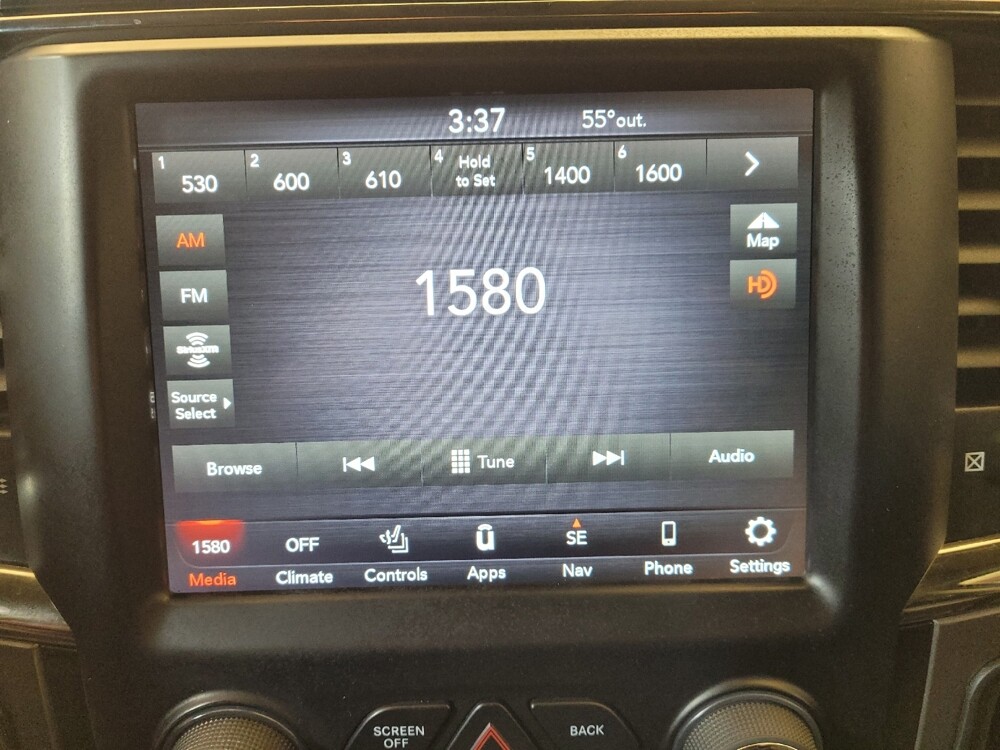 3:37 55°out.
1 530 2 600 3 610 4 Hold to Set 5 1400 6 1600
AM
Map
1580
HD
FM
SiriusXM
Source
Select
Browse Tune Audio
1580 OFF SE
Media Climate Controls Apps Nav Phone Settings
SCREEN
OFF
BACK